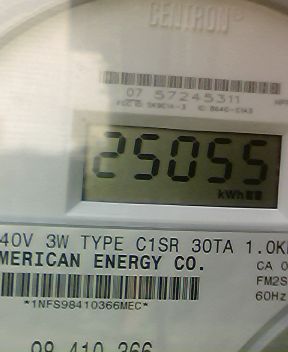 CENTRON®
07 57245311
25055
kWh
40V 3W TYPE C1SR 30TA 1.0K
MERICAN ENERGY CO.
CA 0
FM2S
60Hz
*1NFS98410366MEC*
98 410 366